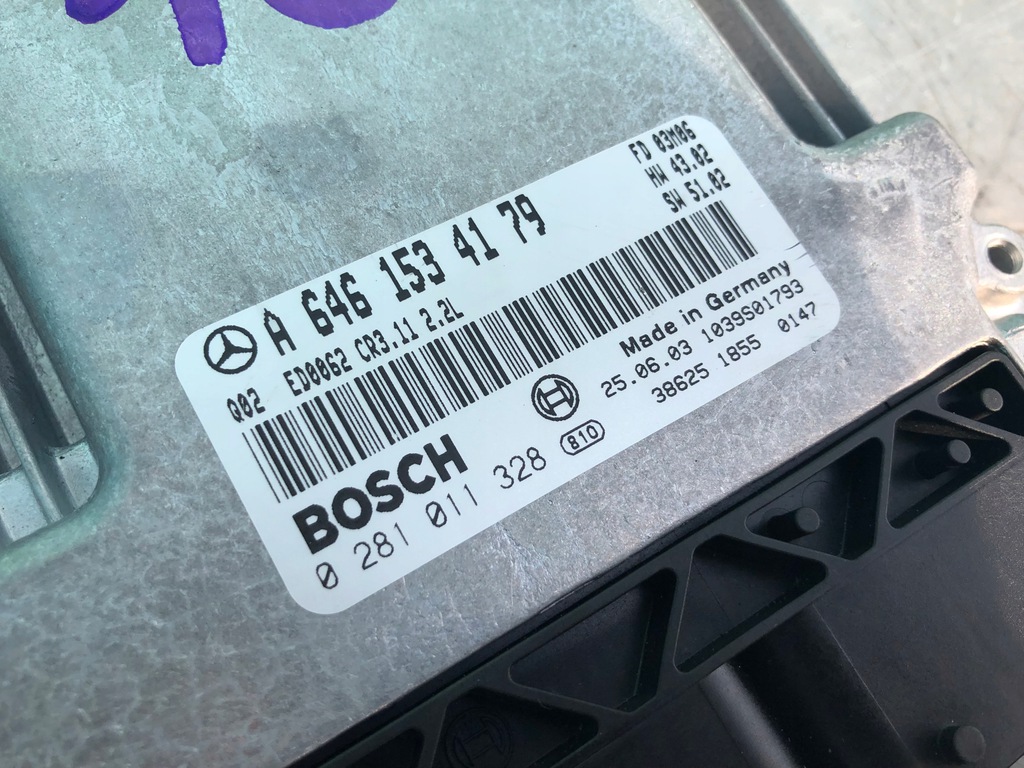 A 646 153 41 79
FD 03M06
HW 43.02
SW 51.02
Q02 ED0062 CR3.11 2.2L
Made in Germany
BOSCH
25.06.03 1039S01793
0 281 011 328
810
38625 1855 0147